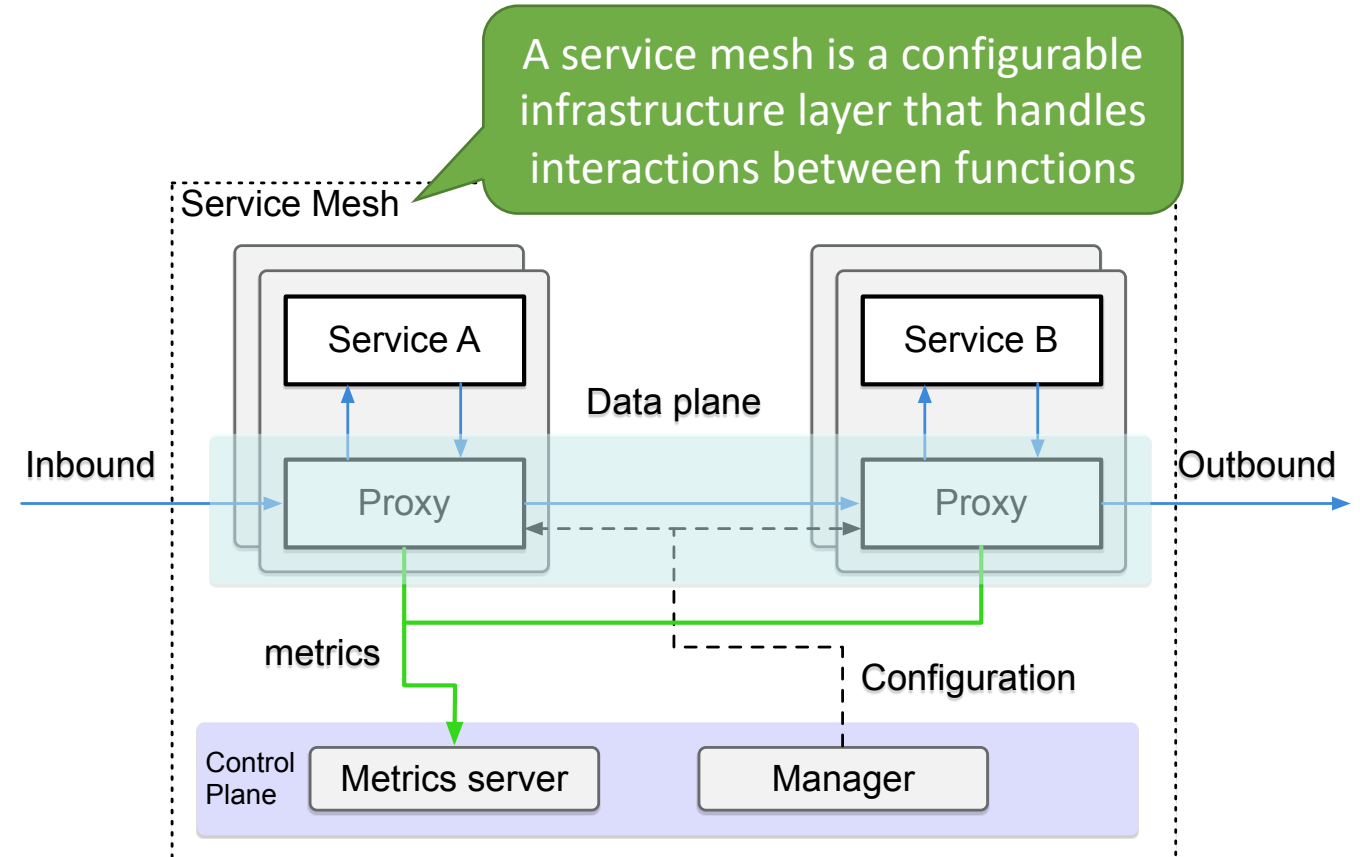 A service mesh is a configurable
infrastructure layer that handles
interactions between functions
Service Mesh
Service A
Service B
Data plane
Inbound
Proxy
Proxy
Outbound
metrics
Configuration
Control
Plane
Metrics server
Manager